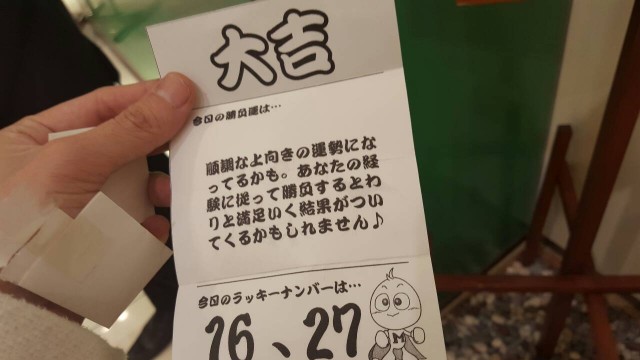 大吉
今日の勝負運は…
順調な上向きの運勢にな
ってるかも。あなたの経
験に従って勝負するとわ
りと満足いく結果がつい
てくるかもしれません♪
今日のラッキーナンバーは…
16、27
M